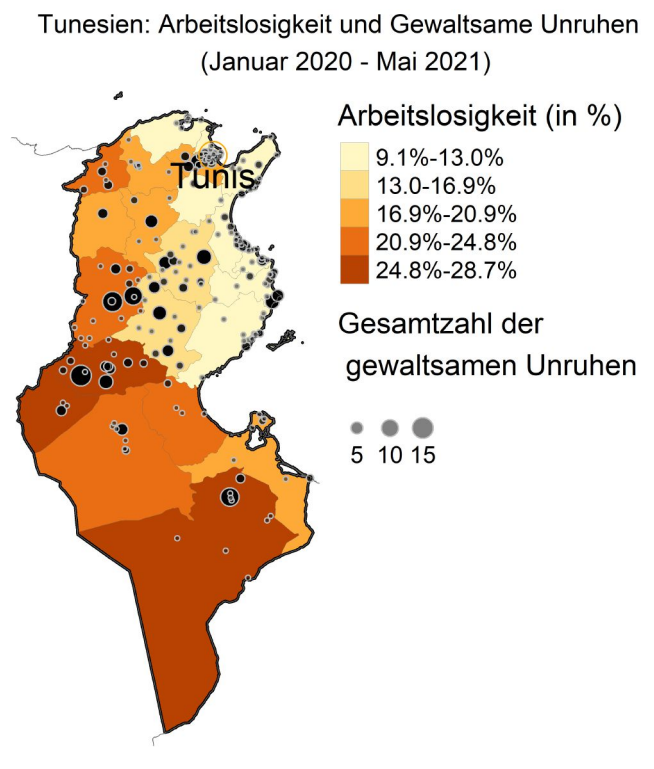 Tunesien: Arbeitslosigkeit und Gewaltsame Unruhen
(Januar 2020 - Mai 2021)
Arbeitslosigkeit (in %)
9.1%-13.0%
13.0-16.9%
16.9%-20.9%
20.9%-24.8%
24.8%-28.7%
Tunis
Gesamtzahl der
gewaltsamen Unruhen
5 10 15